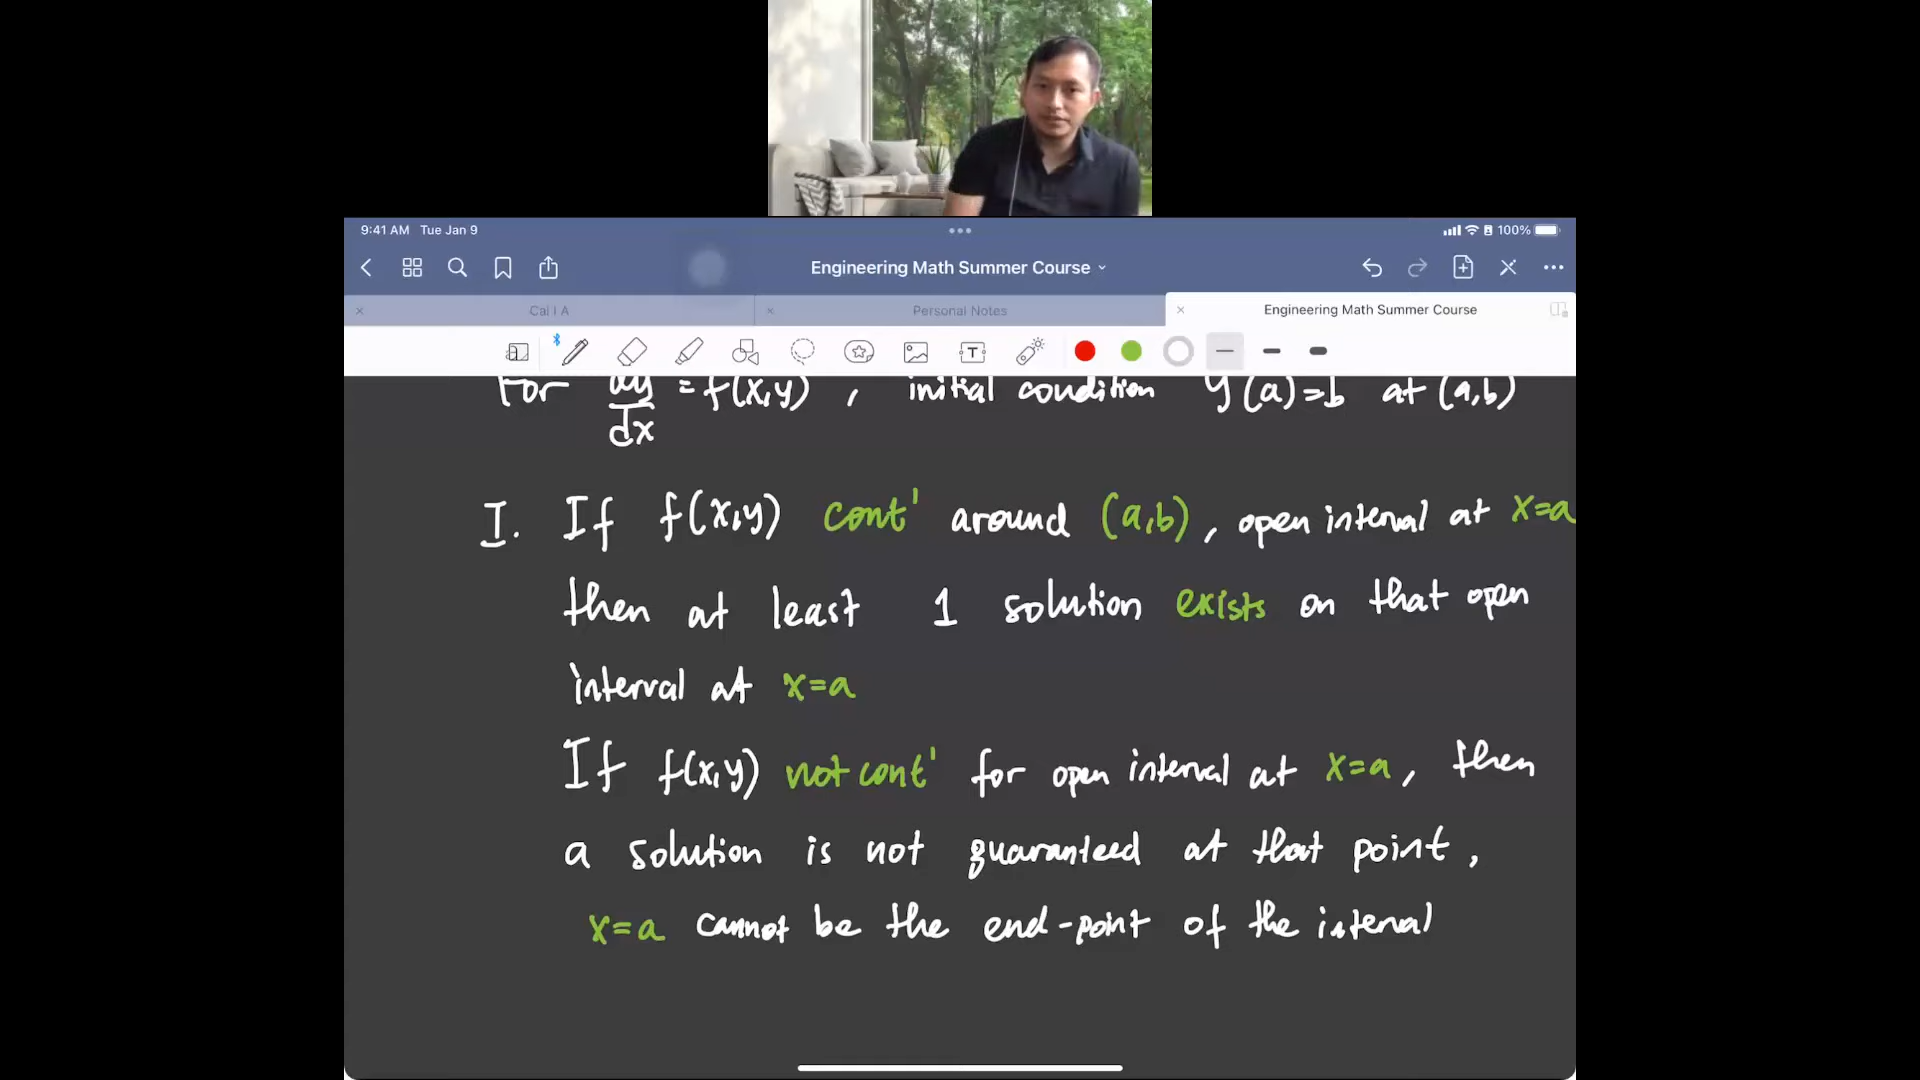 9:41 AM Tue Jan 9
100%
Engineering Math Summer Course
Cal I A
Personal Notes
Engineering Math Summer Course
For dy/dx = f(x,y) , initial condition y(a)=b at (a,b)
I. If f(x,y) cont' around (a,b), open interval at x=a
then at least 1 solution exists on that open
interval at x=a
If f(x,y) not cont' for open interval at x=a, then
a solution is not guaranteed at that point,
x=a cannot be the end-point of the interval